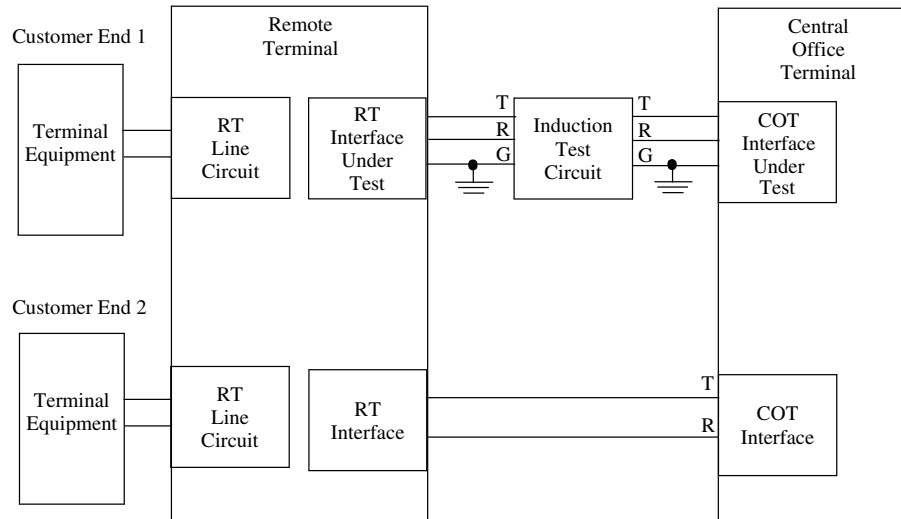 Customer End 1
Remote
Terminal
Central
Office
Terminal
Terminal
Equipment
RT
Line
Circuit
RT
Interface
Under
Test
T
R
G
Induction
Test
Circuit
T
R
G
COT
Interface
Under
Test
Customer End 2
Terminal
Equipment
RT
Line
Circuit
RT
Interface
T
R
COT
Interface